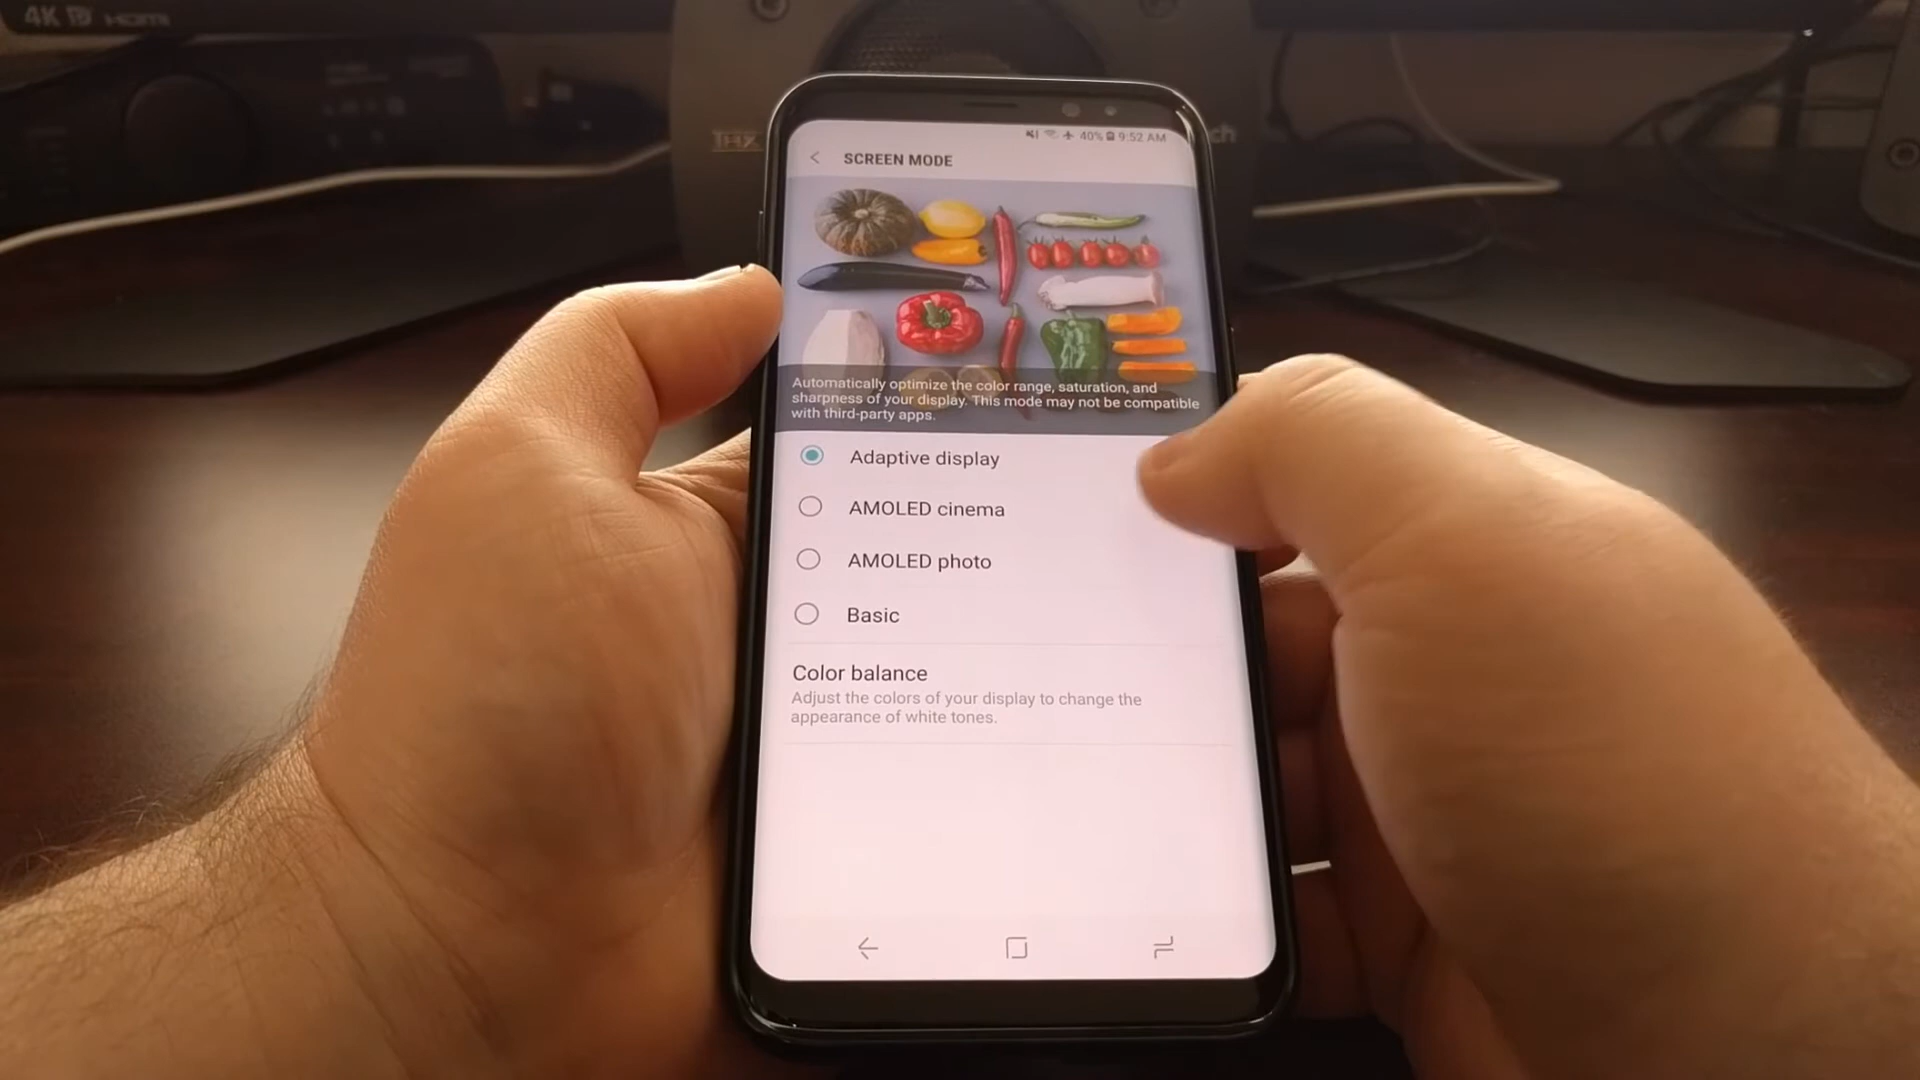 4K
HDMI
THX
ch
40% 9:52 AM
SCREEN MODE
Automatically optimize the color range, saturation, and
sharpness of your display. This mode may not be compatible
with third-party apps.
Adaptive display
AMOLED cinema
AMOLED photo
Basic
Color balance
Adjust the colors of your display to change the
appearance of white tones.